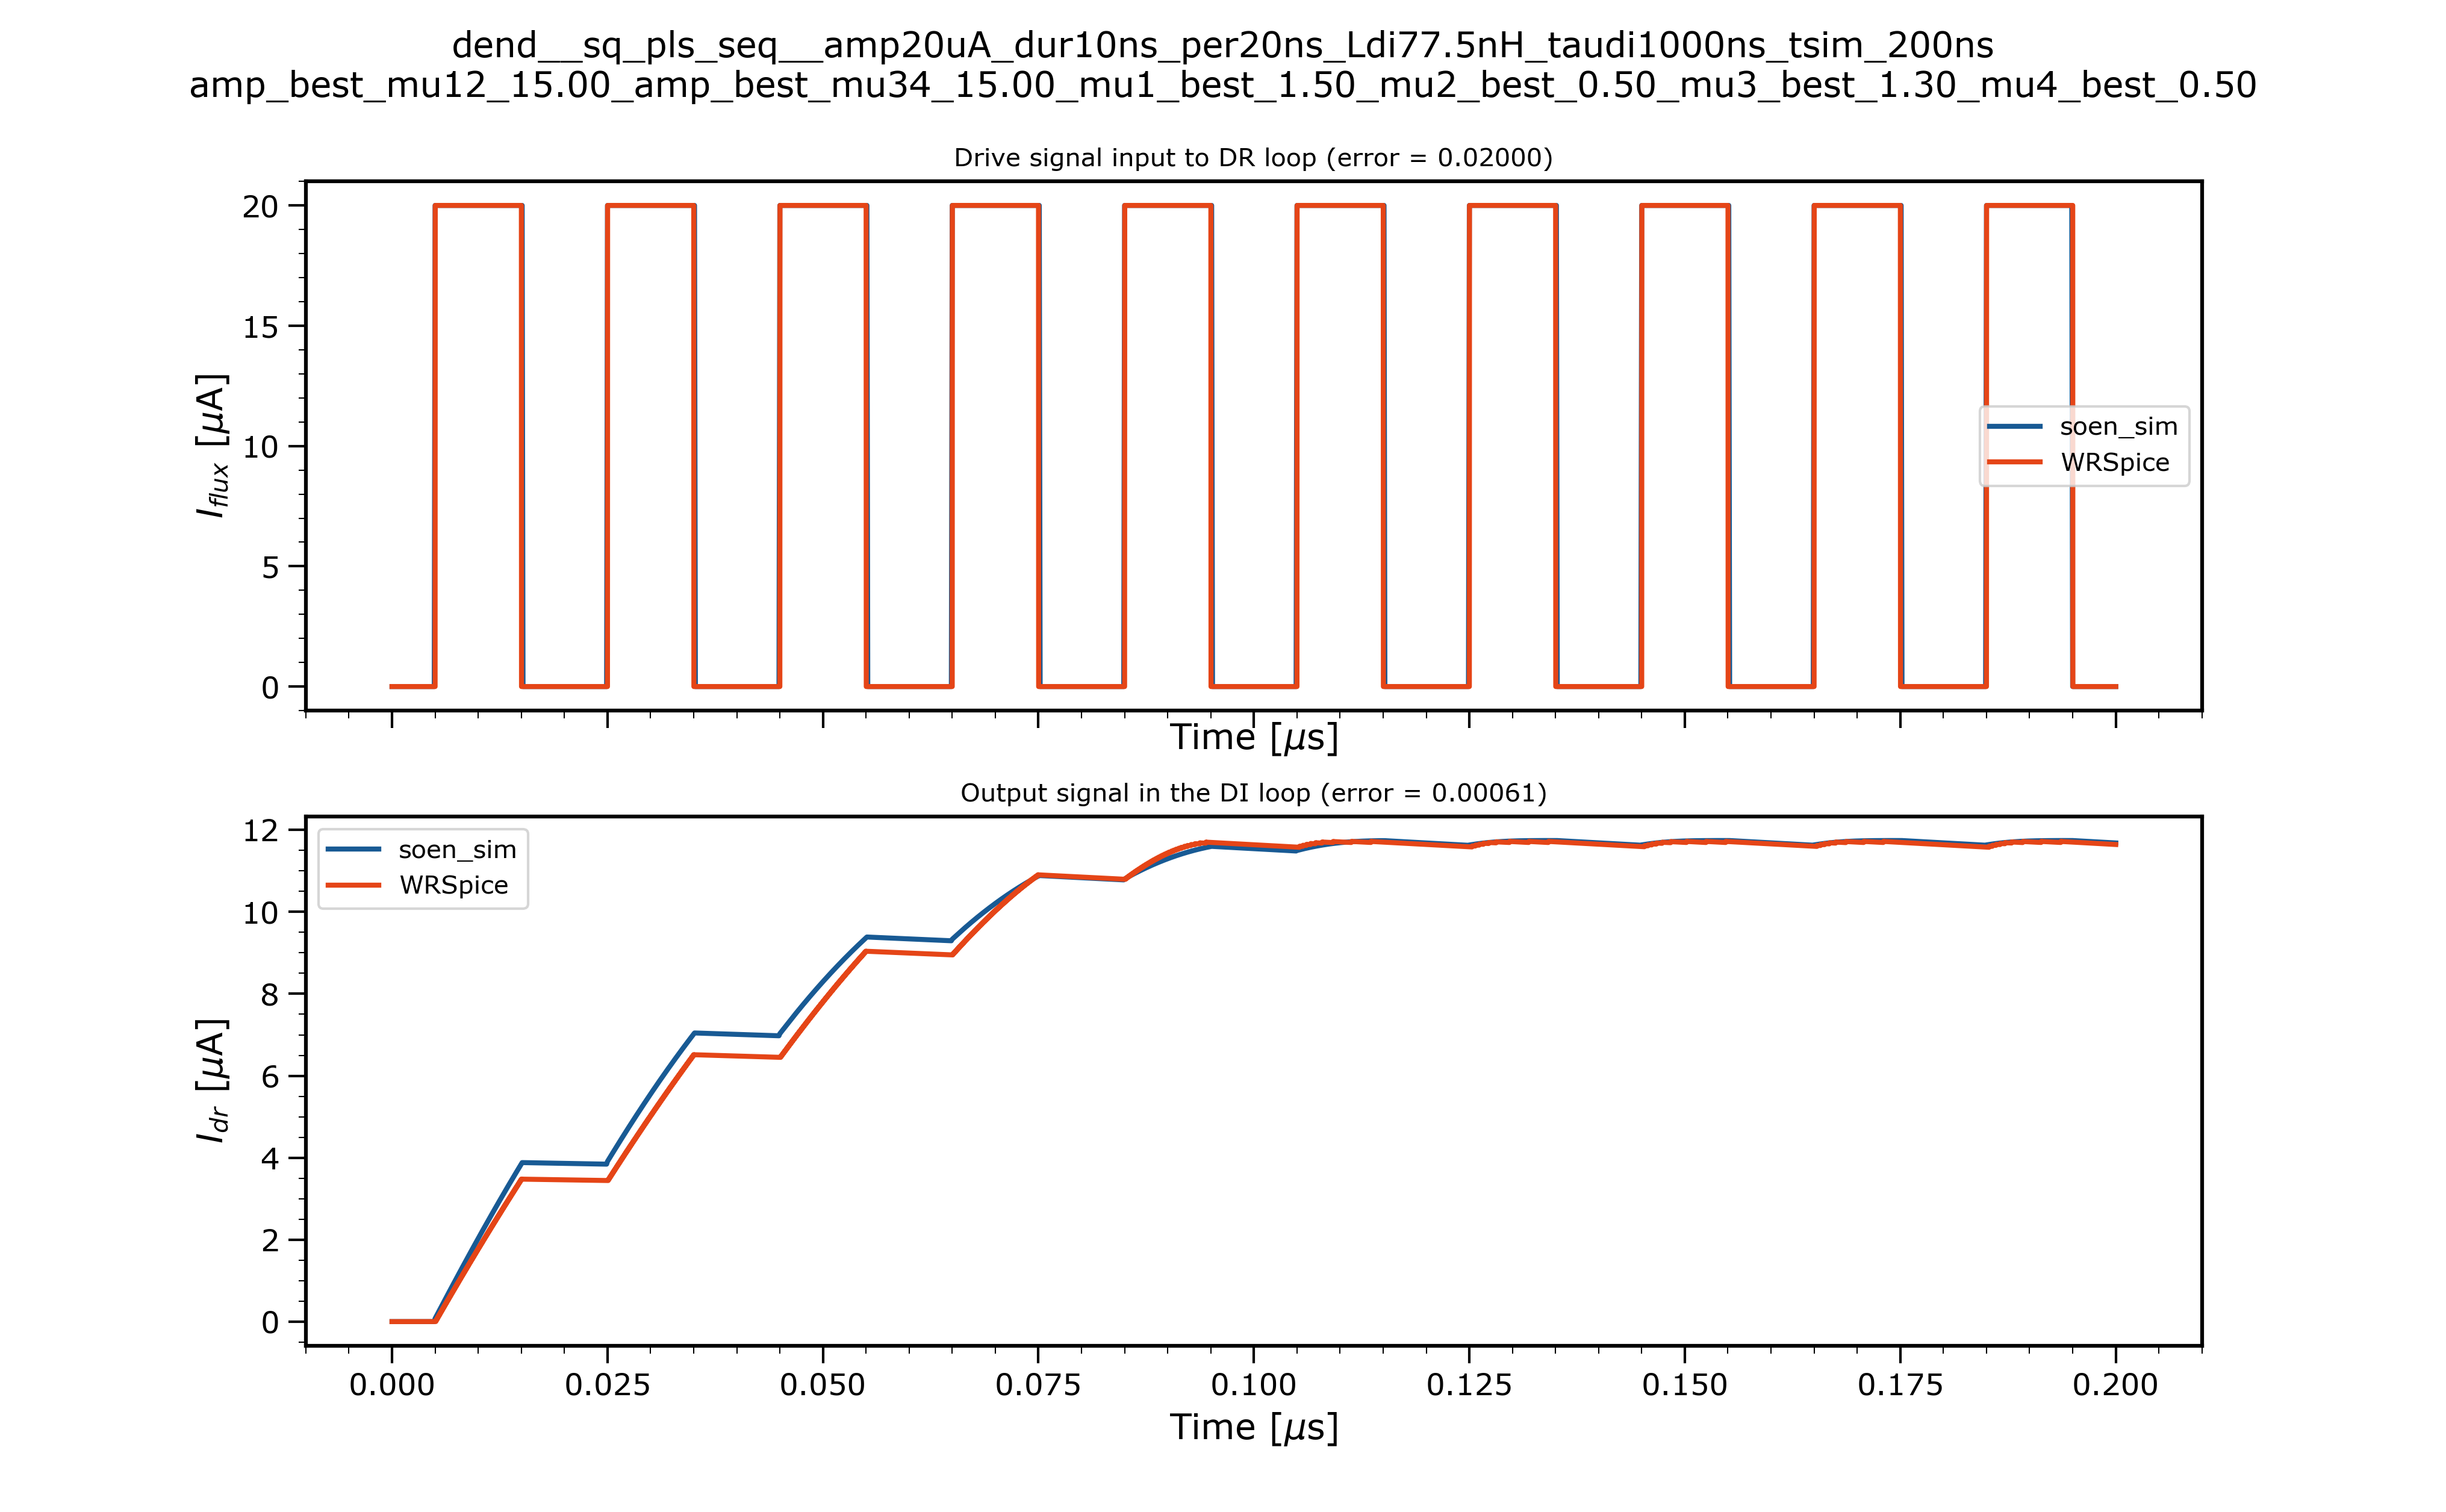 dend__sq_pls_seq__amp20uA_dur10ns_per20ns_Ldi77.5nH_taudi1000ns_tsim_200ns
amp_best_mu12_15.00_amp_best_mu34_15.00_mu1_best_1.50_mu2_best_0.50_mu3_best_1.30_mu4_best_0.50
Drive signal input to DR loop (error = 0.02000)
20
15
10
5
0
I_flux [μA]
soen_sim
WRSpice
Time [μs]
Output signal in the DI loop (error = 0.00061)
12
10
8
6
4
2
0
I_dr [μA]
soen_sim
WRSpice
0.000 0.025 0.050 0.075 0.100 0.125 0.150 0.175 0.200
Time [μs]